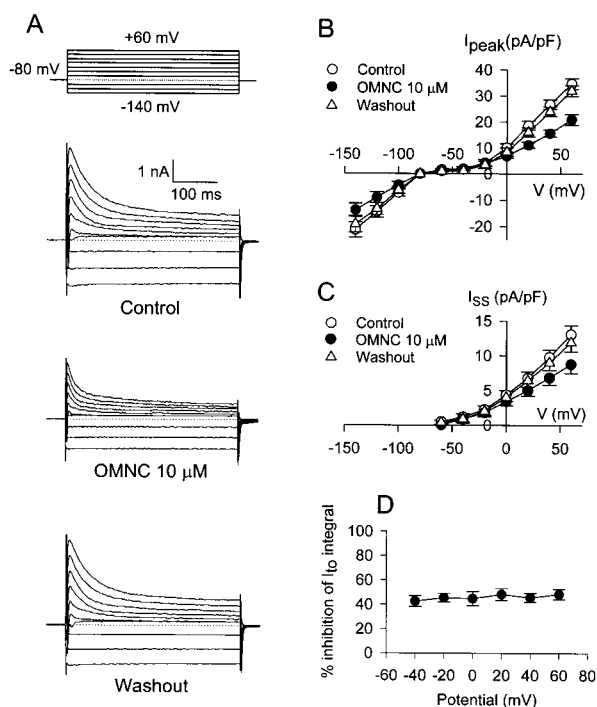 A
+60 mV
-80 mV
-140 mV
1 nA
100 ms
Control
OMNC 10 µM
Washout
B
Ipeak(pA/pF)
Control
OMNC 10 µM
Washout
40
30
20
10
0
-10
-20
-150
-100
-50
0
50
V (mV)
C
ISS (pA/pF)
Control
OMNC 10 µM
Washout
15
10
5
0
V (mV)
-150
-100
-50
0
50
D
% inhibition of Ito integral
100
80
60
40
20
0
-60
-40
-20
0
20
40
60
80
Potential (mV)